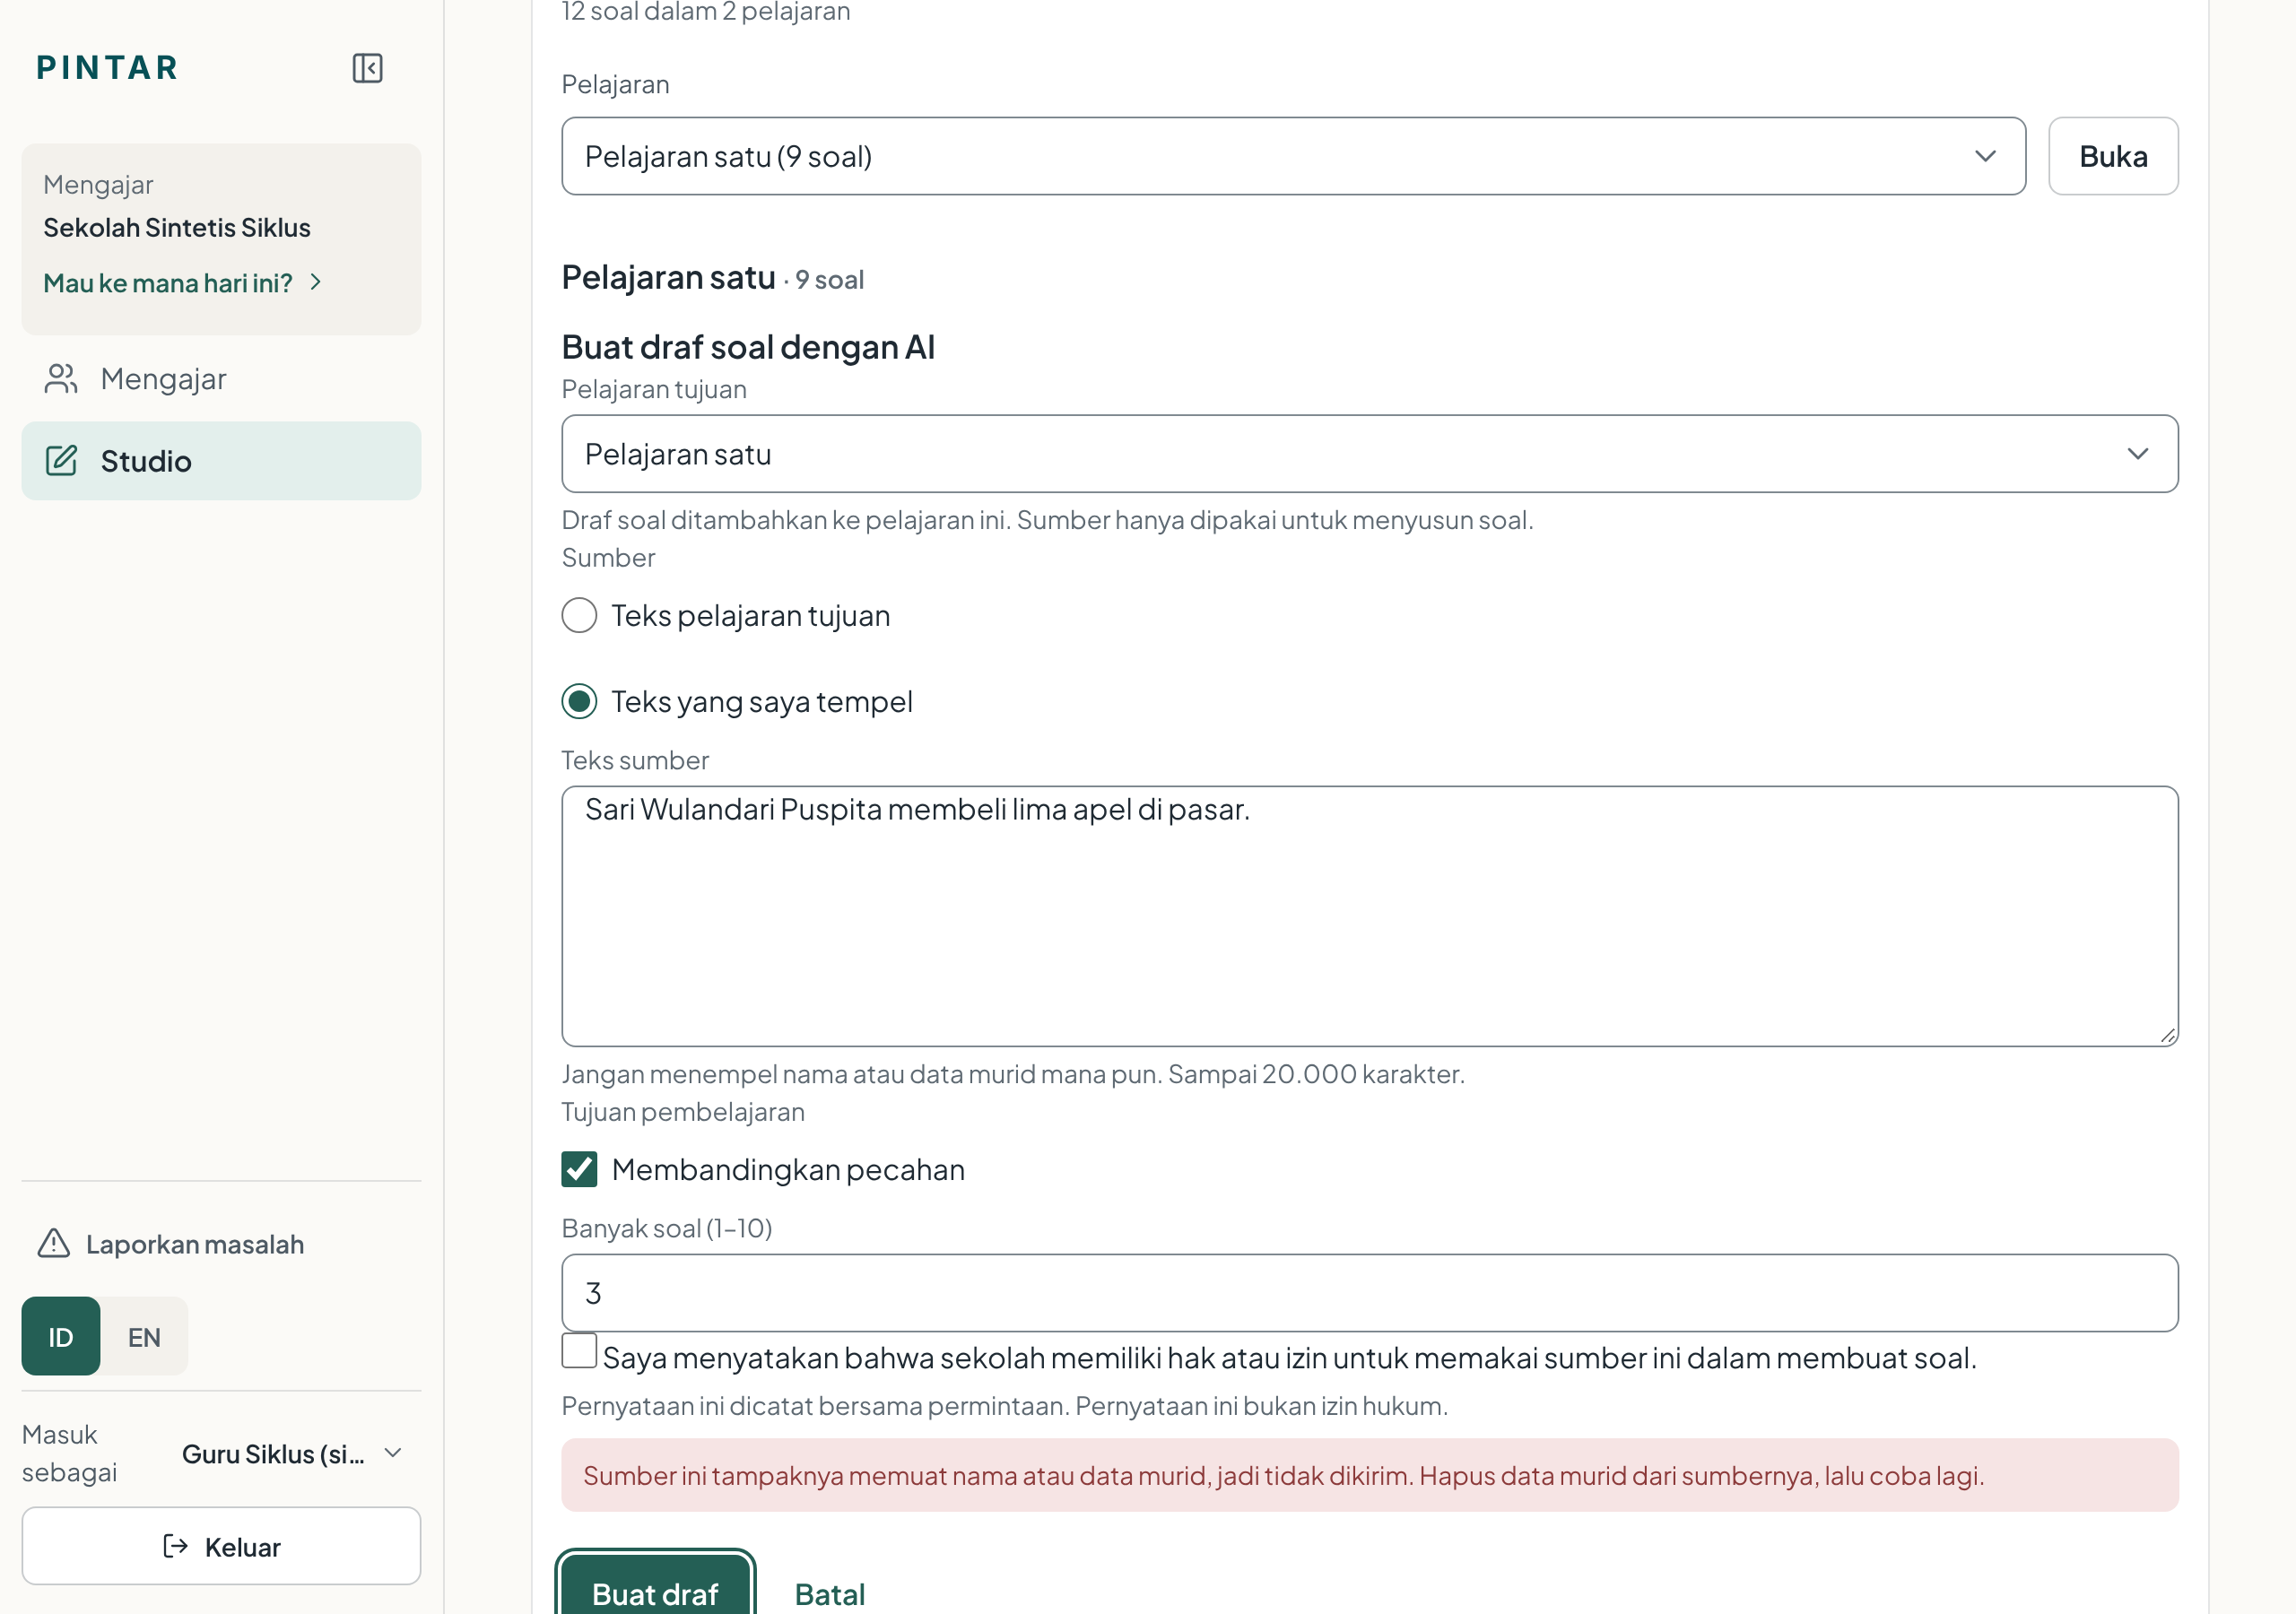 PINTAR
Mengajar
Sekolah Sintetis Siklus
Mau ke mana hari ini?
Mengajar
Studio
Laporkan masalah
ID
EN
Masuk sebagai
Guru Siklus (si...
Keluar
12 soal dalam 2 pelajaran
Pelajaran
Pelajaran satu (9 soal)
Buka
Pelajaran satu · 9 soal
Buat draf soal dengan AI
Pelajaran tujuan
Pelajaran satu
Draf soal ditambahkan ke pelajaran ini. Sumber hanya dipakai untuk menyusun soal.
Sumber
Teks pelajaran tujuan
Teks yang saya tempel
Teks sumber
Sari Wulandari Puspita membeli lima apel di pasar.
Jangan menempel nama atau data murid mana pun. Sampai 20.000 karakter.
Tujuan pembelajaran
Membandingkan pecahan
Banyak soal (1–10)
3
Saya menyatakan bahwa sekolah memiliki hak atau izin untuk memakai sumber ini dalam membuat soal.
Pernyataan ini dicatat bersama permintaan. Pernyataan ini bukan izin hukum.
Sumber ini tampaknya memuat nama atau data murid, jadi tidak dikirim. Hapus data murid dari sumbernya, lalu coba lagi.
Buat draf
Batal